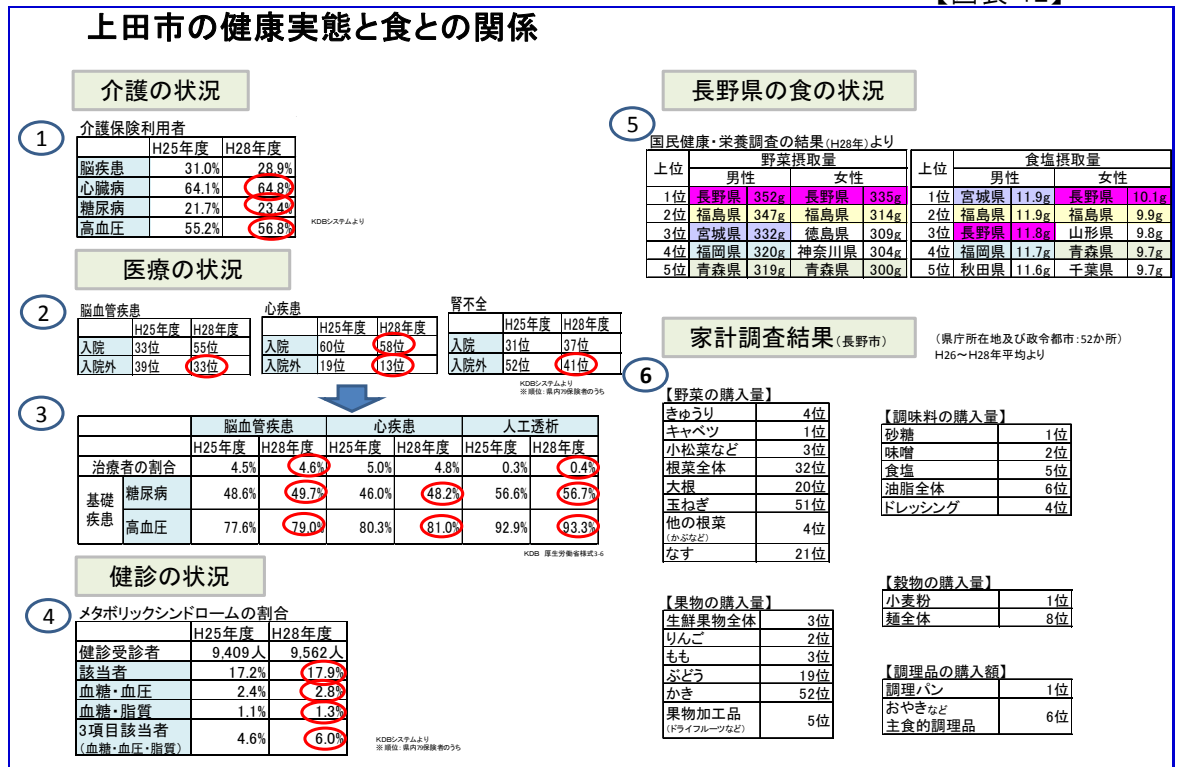 上田市の健康実態と食との関係
介護の状況
1
介護保険利用者
H25年度 H28年度
脳疾患 31.0% 28.9%
心臓病 64.1% 64.8%
糖尿病 21.7% 23.4%
高血圧 55.2% 56.8%
KDBシステムより
医療の状況
2
脳血管疾患
H25年度 H28年度
入院 33位 55位
入院外 39位 33位
心疾患
H25年度 H28年度
入院 60位 58位
入院外 19位 13位
腎不全
H25年度 H28年度
入院 31位 37位
入院外 52位 41位
KDBシステムより
※順位:県内79保険者のうち
3
脳血管疾患 心疾患 人工透析
H25年度 H28年度 H25年度 H28年度 H25年度 H28年度
治療者の割合 4.5% 4.6% 5.0% 4.8% 0.3% 0.4%
基礎疾患 糖尿病 48.6% 49.7% 46.0% 48.2% 56.6% 56.7%
高血圧 77.6% 79.0% 80.3% 81.0% 92.9% 93.3%
KDB 厚生労働省様式3-6
健診の状況
4
メタボリックシンドロームの割合
H25年度 H28年度
健診受診者 9,409人 9,562人
該当者 17.2% 17.9%
血糖・血圧 2.4% 2.8%
血糖・脂質 1.1% 1.3%
3項目該当者
(血糖・血圧・脂質) 4.6% 6.0%
KDBシステムより
※順位:県内79保険者のうち
長野県の食の状況
5
国民健康・栄養調査の結果(H28年)より
上位 野菜摂取量
男性 女性
1位 長野県 352g 長野県 335g
2位 福島県 347g 福島県 314g
3位 宮城県 332g 徳島県 309g
4位 福岡県 320g 神奈川県 304g
5位 青森県 319g 青森県 300g
上位 食塩摂取量
男性 女性
1位 宮城県 11.9g 長野県 10.1g
2位 福島県 11.9g 福島県 9.9g
3位 長野県 11.8g 山形県 9.8g
4位 福岡県 11.7g 青森県 9.7g
5位 秋田県 11.6g 千葉県 9.7g
家計調査結果(長野市)
(県庁所在地及び政令都市:52か所)
H26～H28年平均より
6
【野菜の購入量】
きゅうり 4位
キャベツ 1位
小松菜など 3位
根菜全体 32位
大根 20位
玉ねぎ 51位
他の根菜
(かぶなど) 4位
なす 21位
【果物の購入量】
生鮮果物全体 3位
りんご 2位
もも 3位
ぶどう 19位
かき 52位
果物加工品
(ドライフルーツなど) 5位
【調味料の購入量】
砂糖 1位
味噌 2位
食塩 5位
油脂全体 6位
ドレッシング 4位
【穀物の購入量】
小麦粉 1位
麺全体 8位
【調理品の購入額】
調理パン 1位
おやきなど
主食的調理品 6位